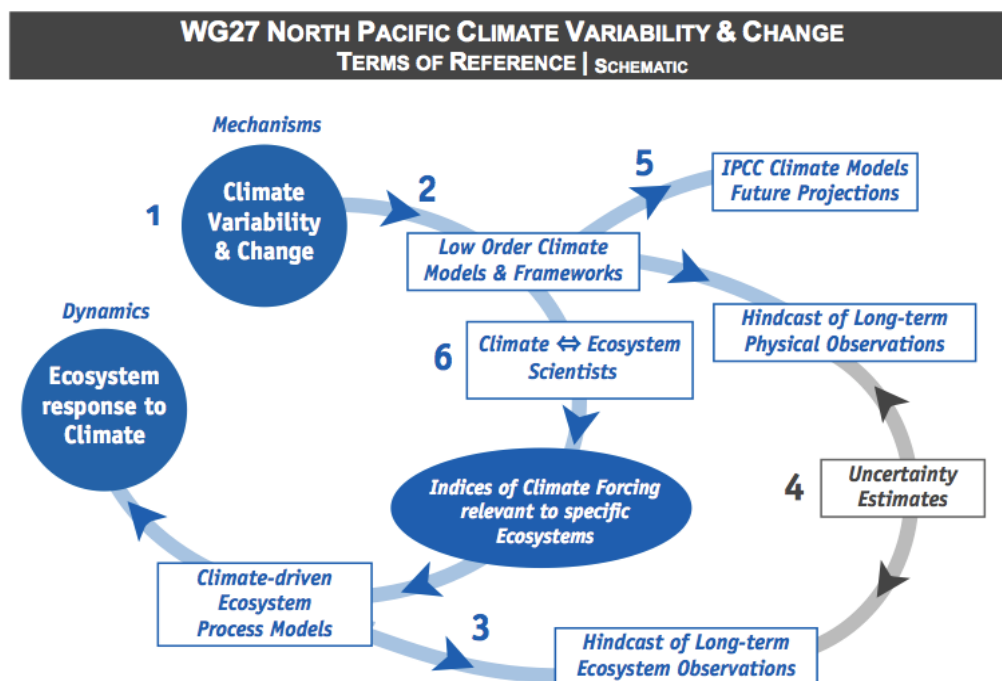 WG27 NORTH PACIFIC CLIMATE VARIABILITY & CHANGE
TERMS OF REFERENCE | SCHEMATIC
Mechanisms
1
Climate
Variability
& Change
2
5
IPCC Climate Models
Future Projections
Low Order Climate
Models & Frameworks
Dynamics
Ecosystem
response to
Climate
6
Climate ⇔ Ecosystem
Scientists
Hindcast of Long-term
Physical Observations
Indices of Climate Forcing
relevant to specific
Ecosystems
4
Uncertainty
Estimates
Climate-driven
Ecosystem
Process Models
3
Hindcast of Long-term
Ecosystem Observations